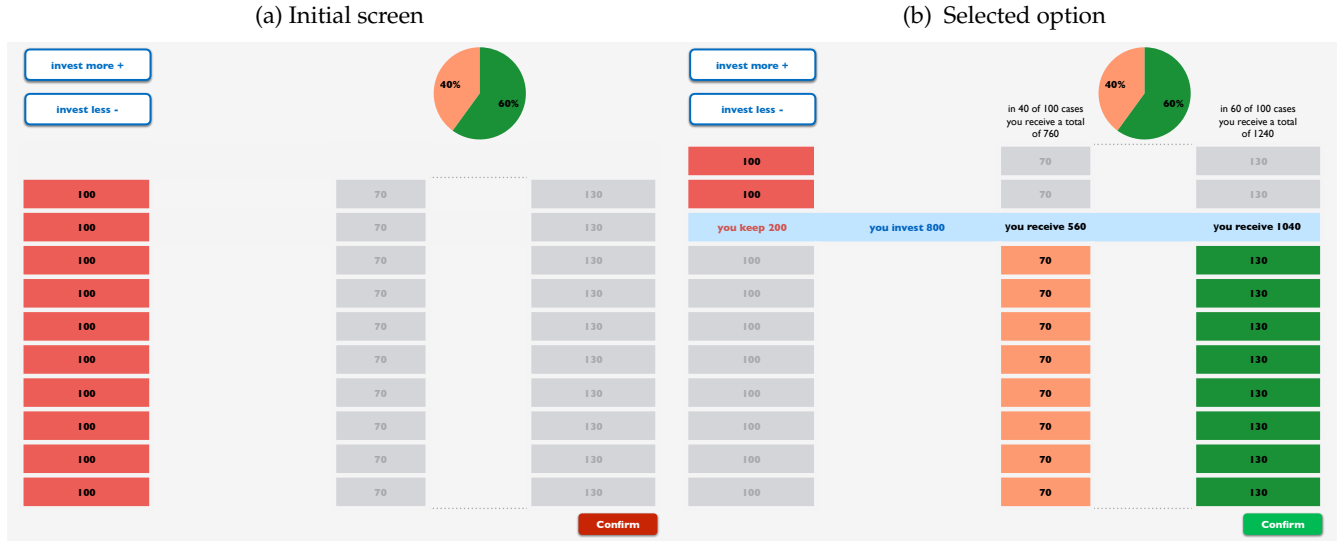 (a) Initial screen
invest more +
invest less -
40%
60%
100 70 130
100 70 130
100 70 130
100 70 130
100 70 130
100 70 130
100 70 130
100 70 130
100 70 130
100 70 130
Confirm
(b) Selected option
invest more +
invest less -
40%
60%
in 40 of 100 cases
you receive a total
of 760
in 60 of 100 cases
you receive a total
of 1240
100 70 130
100 70 130
you keep 200 you invest 800 you receive 560 you receive 1040
100 70 130
100 70 130
100 70 130
100 70 130
100 70 130
100 70 130
100 70 130
100 70 130
Confirm